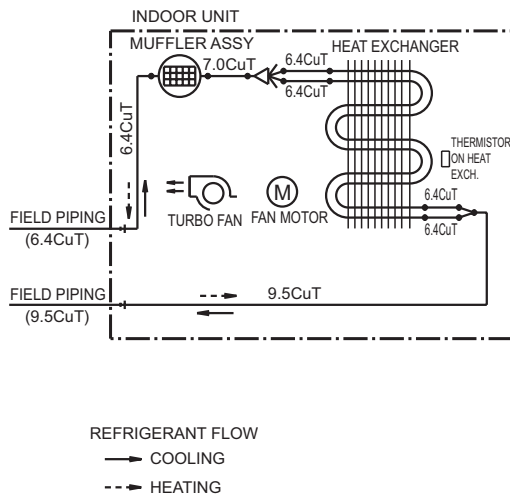 INDOOR UNIT
MUFFLER ASSY
HEAT EXCHANGER
7.0CuT
6.4CuT
6.4CuT
6.4CuT
THERMISTOR
ON HEAT
EXCH.
M
TURBO FAN
FAN MOTOR
6.4CuT
6.4CuT
FIELD PIPING
(6.4CuT)
FIELD PIPING
(9.5CuT)
9.5CuT
REFRIGERANT FLOW
COOLING
HEATING